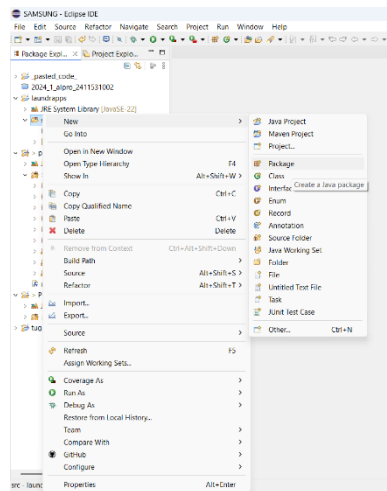 SAMSUNG - Eclipse IDE
File Edit Source Refactor Navigate Search Project Run Window Help
Package Expl... Project Explo...
_pasted_code_
2024_1_alpro_2411531002
laundrapps
JRE System Library [JavaSE-22]
New
Go Into
Open in New Window
Open Type Hierarchy F4
Show In Alt+Shift+W
Copy Ctrl+C
Copy Qualified Name
Paste Ctrl+V
Delete Delete
Remove from Context Ctrl+Alt+Shift+Down
Build Path
Source Alt+Shift+S
Refactor Alt+Shift+T
Import...
Export...
Source
Refresh F5
Assign Working Sets...
Coverage As
Run As
Debug As
Restore from Local History...
Team
Compare With
GitHub
Configure
Properties Alt+Enter
Java Project
Maven Project
Project...
Package
Class
Interfac
Create a Java package
Enum
Record
Annotation
Source Folder
Java Working Set
Folder
File
Untitled Text File
Task
JUnit Test Case
Other... Ctrl+N
src - laund